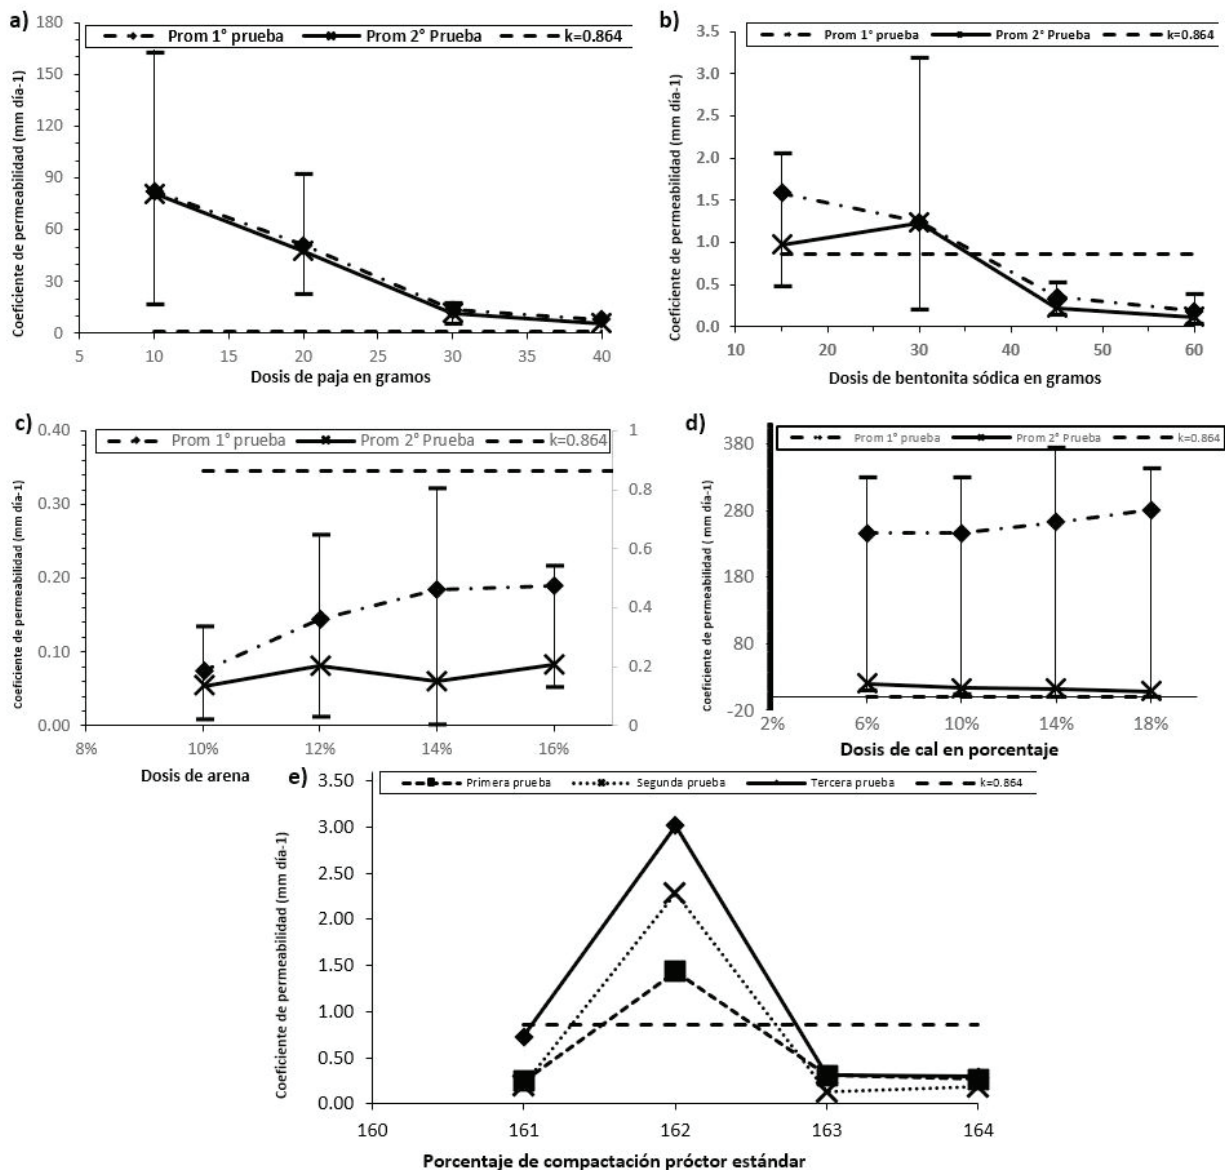 a)
180
150
120
90
60
30
0
Prom 1° prueba Prom 2° Prueba k=0.864
Coeficiente de permeabilidad (mm día-1)
5 10 15 20 25 30 35 40
Dosis de paja en gramos
b)
3.5
3.0
2.5
2.0
1.5
1.0
0.5
0.0
Prom 1° prueba Prom 2° Prueba k=0.864
Coeficiente de permeabilidad (mm día-1)
10 20 30 40 50 60
Dosis de bentonita sódica en gramos
c)
0.40
0.30
0.20
0.10
0.00
Prom 1° prueba Prom 2° Prueba k=0.864
1
0.8
0.6
0.4
0.2
0
Coeficiente de permeabilidad (mm día-1)
8% 10% 12% 14% 16%
Dosis de arena
d)
380
280
180
80
-20
Prom 1° prueba Prom 2° Prueba k=0.864
Coeficiente de permeabilidad ( mm día-1)
2% 6% 10% 14% 18%
Dosis de cal en porcentaje
e)
3.50
3.00
2.50
2.00
1.50
1.00
0.50
0.00
Primera prueba Segunda prueba Tercera prueba k=0.864
Coeficiente de permeabilidad (mm día-1)
160 161 162 163 164
Porcentaje de compactación próctor estándar